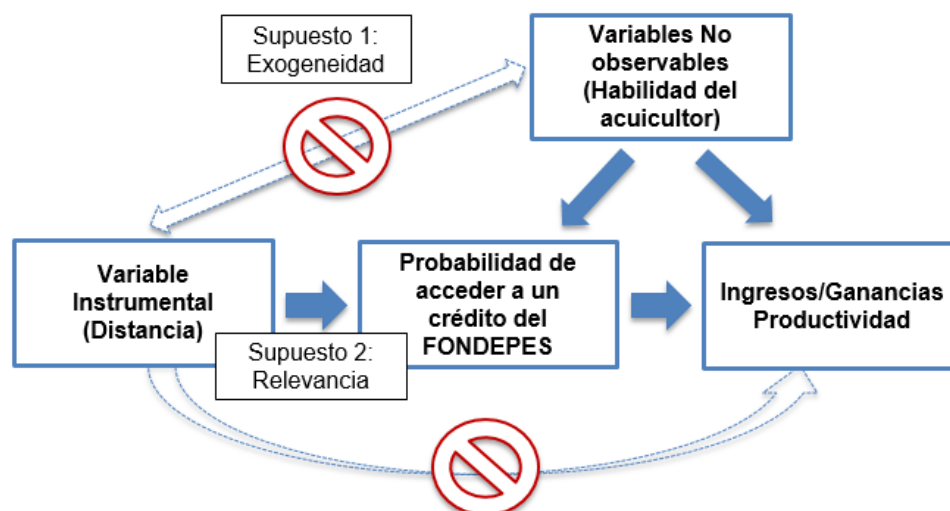 Supuesto 1:
Exogeneidad
Variables No
observables
(Habilidad del
acuicultor)
Variable
Instrumental
(Distancia)
Probabilidad de
acceder a un
crédito del
FONDEPES
Ingresos/Ganancias
Productividad
Supuesto 2:
Relevancia